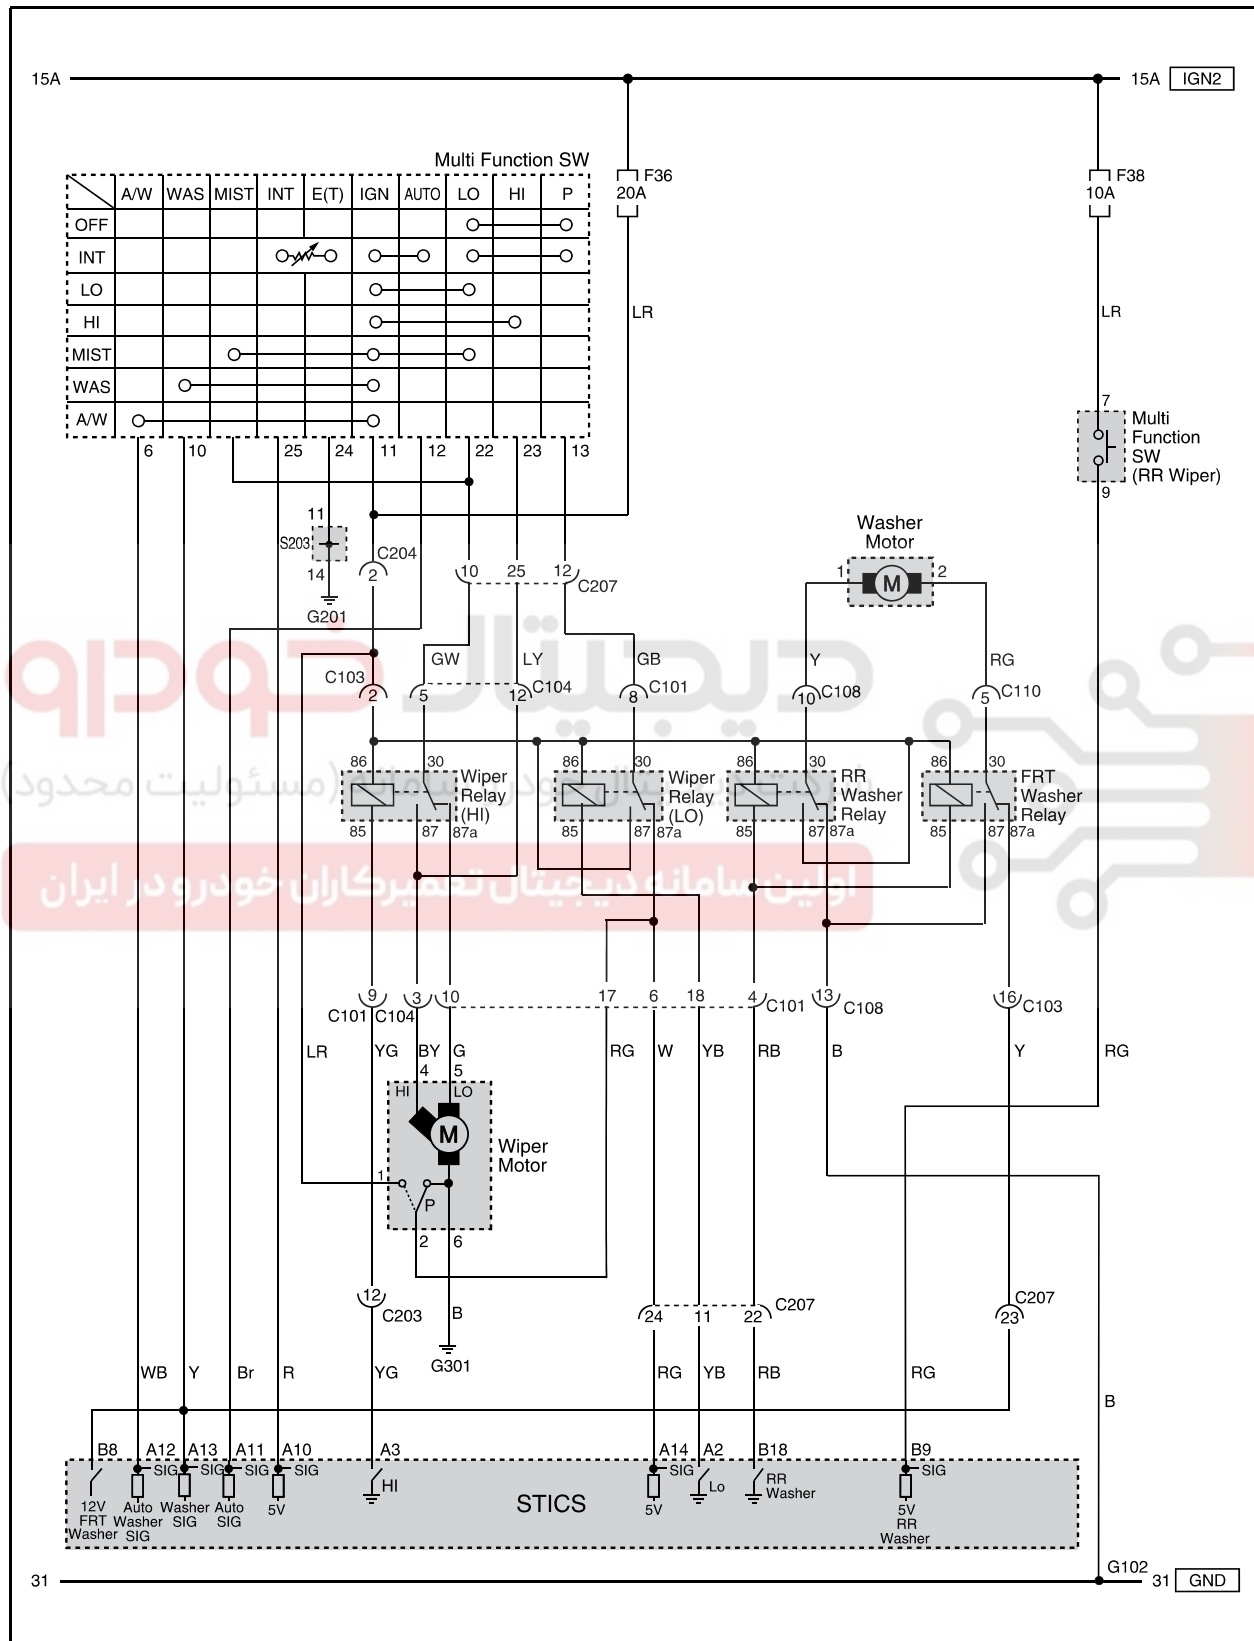 15A
15A IGN2
Multi Function SW
A/W WAS MIST INT E(T) IGN AUTO LO HI P
OFF
INT
LO
HI
MIST
WAS
A/W
F36
20A
F38
10A
LR
LR
6 10 25 24 11 12 22 23 13
7
Multi
Function
SW
(RR Wiper)
9
11
S203
14
G201
C204
2
10 25 12
C207
Washer
Motor
1 M 2
دیجیتال خودرو
GW LY GB Y RG
C103
2 5 12 C104 8 C101 10 C108 5 C110
شرکت دیجیتال خودرو سامانه (مسئولیت محدود)
86 30 86 30 86 30 86 30
Wiper
Relay
(HI)
Wiper
Relay
(LO)
RR
Washer
Relay
FRT
Washer
Relay
85 87 87a 85 87 87a 85 87 87a 85 87 87a
اولین سامانه دیجیتال تعمیرکاران خودرو در ایران
9 3 10 17 6 18 4 C101 13 C108 16 C103
C101 C104
LR YG BY G RG W YB RB B Y RG
4 5
HI LO
M
Wiper
Motor
1
P
2 6
12
C203
B
G301
24 11 22 C207
C207
23
WB Y Br R YG RG YB RB RG
B
B8 A12 A13 A11 A10 A3 A14 A2 B18 B9
SIG SIG SIG SIG HI SIG Lo RR
Washer
SIG
12V
FRT
Washer
Auto
Washer
SIG
Washer
SIG
Auto
SIG
5V
STICS
5V
5V
RR
Washer
G102
31
31 GND